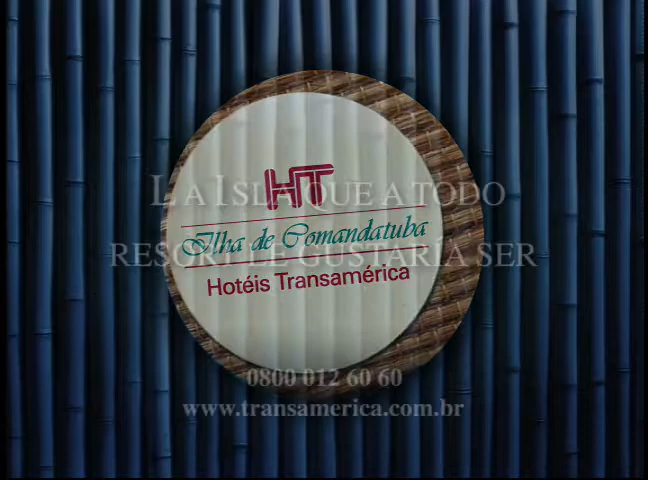 HT
LA ISLA QUE A TODO
Ilha de Comandatuba
RESORT LE GUSTARÍA SER
Hotéis Transamérica
0800 012 60 60
www.transamerica.com.br